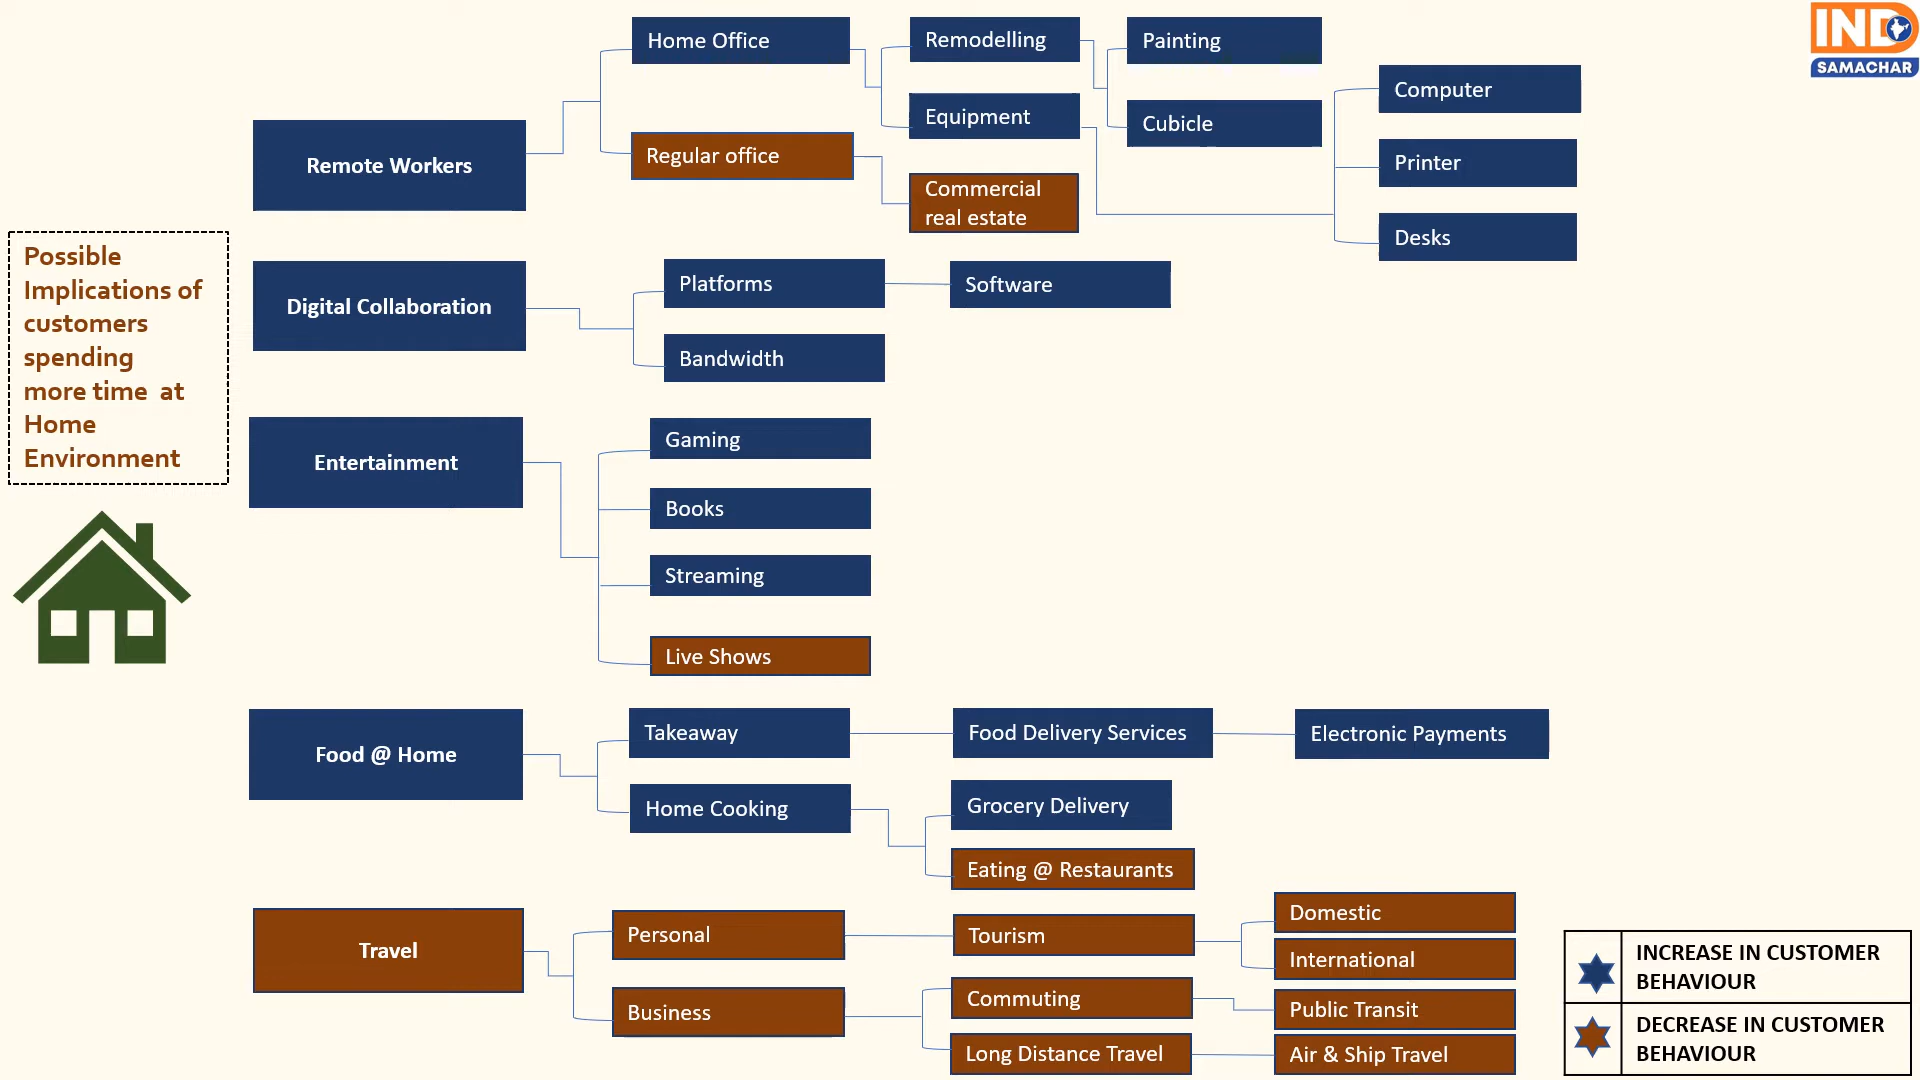 IND
SAMACHAR
Possible
Implications of
customers
spending
more time at
Home
Environment
Remote Workers
Home Office
Remodelling
Painting
Cubicle
Equipment
Computer
Printer
Desks
Regular office
Commercial
real estate
Digital Collaboration
Platforms
Software
Bandwidth
Entertainment
Gaming
Books
Streaming
Live Shows
Food @ Home
Takeaway
Food Delivery Services
Electronic Payments
Home Cooking
Grocery Delivery
Eating @ Restaurants
Travel
Personal
Tourism
Domestic
International
Business
Commuting
Public Transit
Long Distance Travel
Air & Ship Travel
INCREASE IN CUSTOMER
BEHAVIOUR
DECREASE IN CUSTOMER
BEHAVIOUR